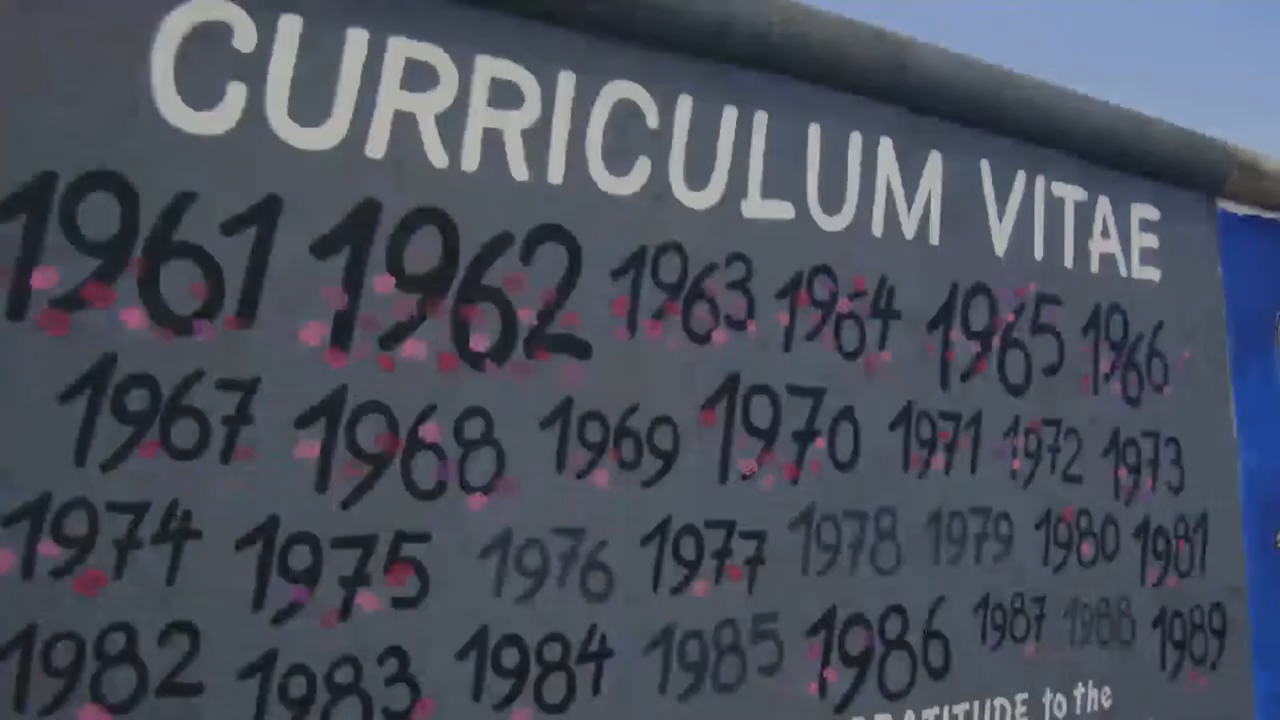 CURRICULUM VITAE
1961 1962 1963 1964 1965 1966
1967 1968 1969 1970 1971 1972 1973
1974 1975 1976 1977 1978 1979 1980 1981
1982 1983 1984 1985 1986 1987 1988 1989
to the